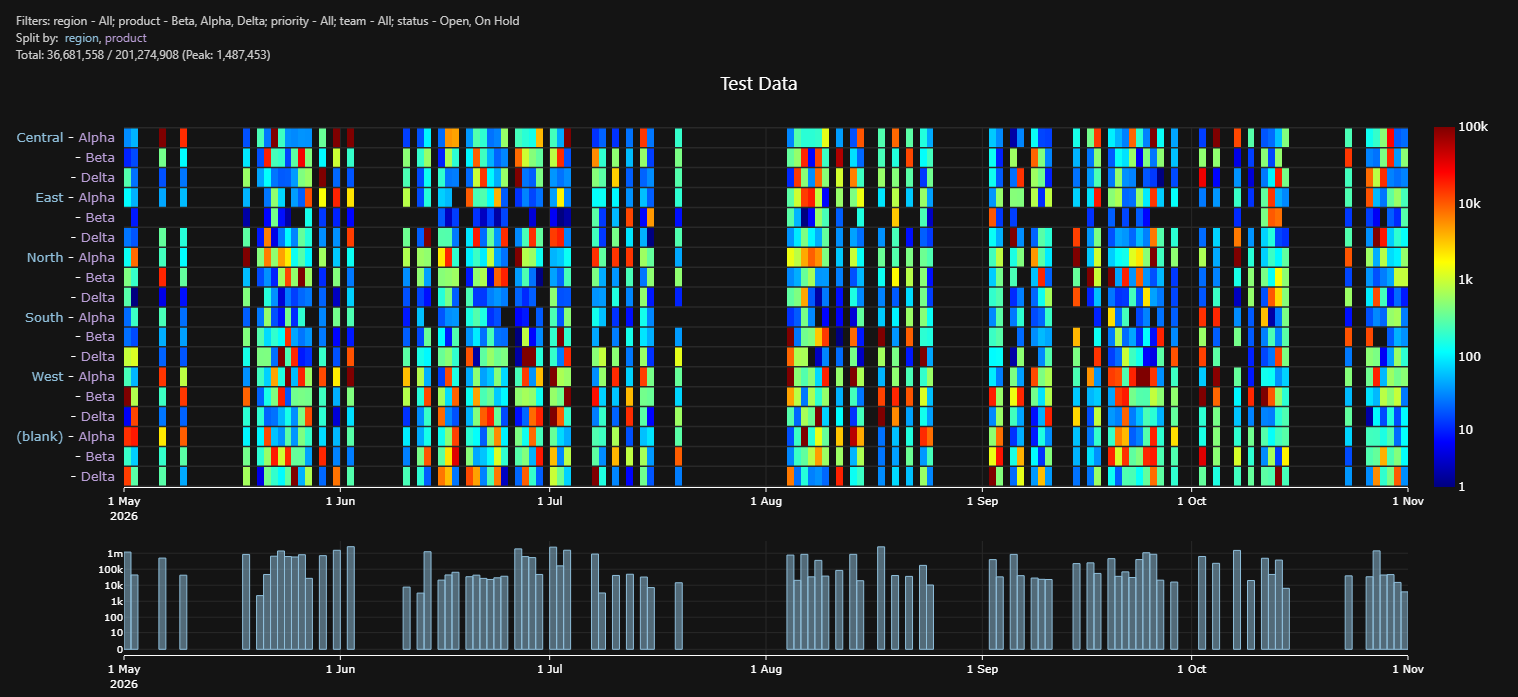 Filters: region - All; product - Beta, Alpha, Delta; priority - All; team - All; status - Open, On Hold
Split by: region, product
Total: 36,681,558 / 201,274,908 (Peak: 1,487,453)
Test Data
Central - Alpha
- Beta
- Delta
East - Alpha
- Beta
- Delta
North - Alpha
- Beta
- Delta
South - Alpha
- Beta
- Delta
West - Alpha
- Beta
- Delta
(blank) - Alpha
- Beta
- Delta
100k
10k
1k
100
10
1
1 May 1 Jun 1 Jul 1 Aug 1 Sep 1 Oct 1 Nov
2026
1m
100k
10k
1k
100
10
0
1 May 1 Jun 1 Jul 1 Aug 1 Sep 1 Oct 1 Nov
2026